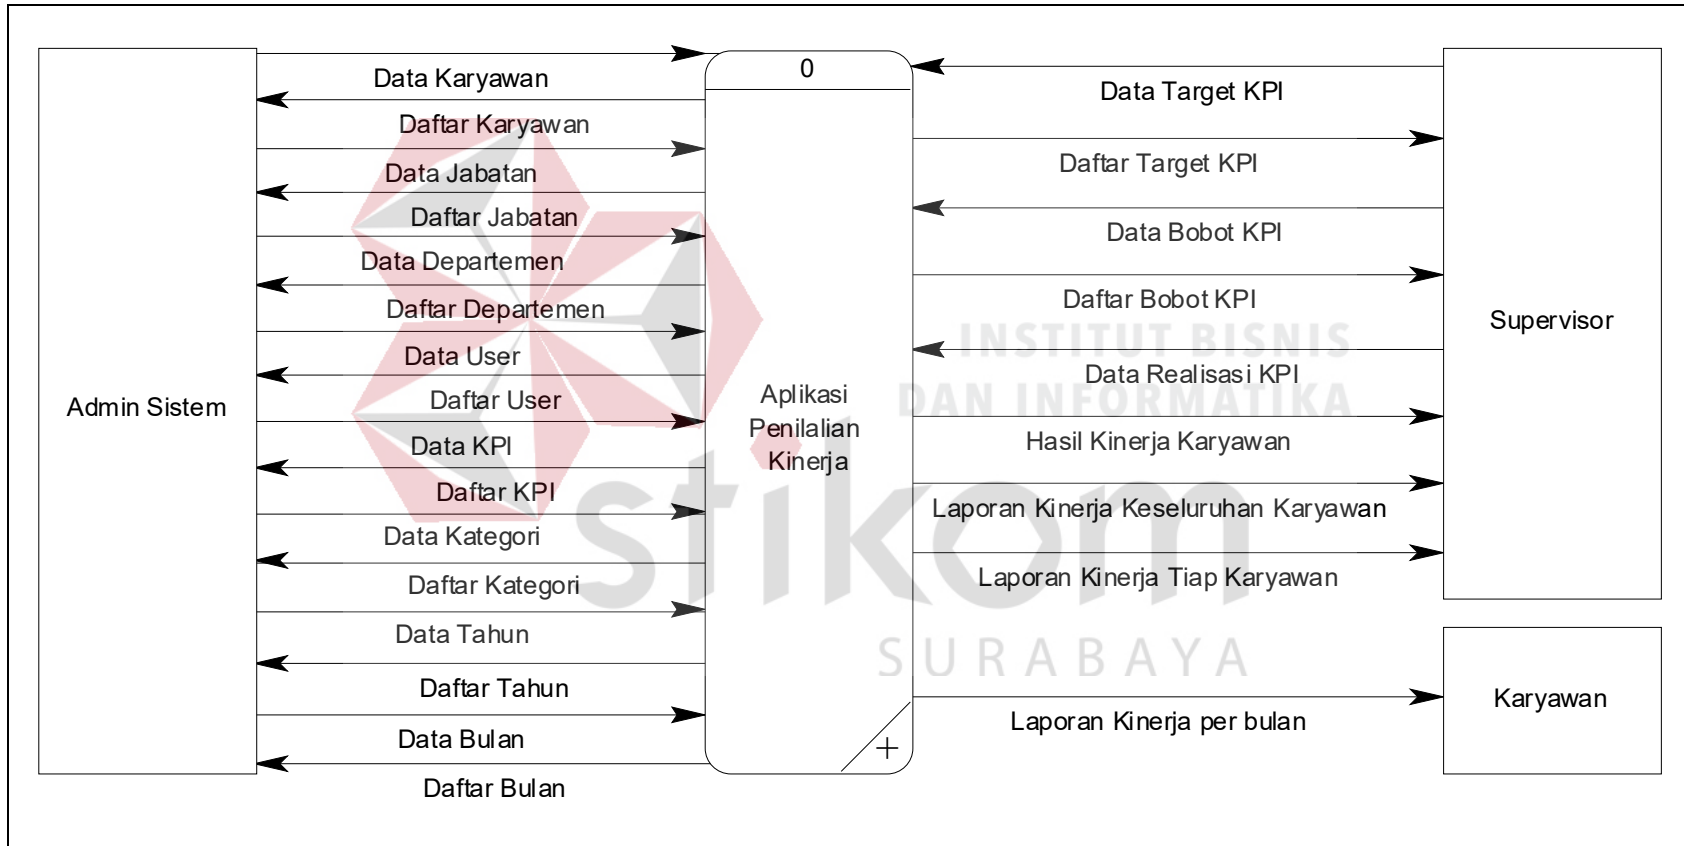 Admin Sistem
Data Karyawan
Daftar Karyawan
Data Jabatan
Daftar Jabatan
Data Departemen
Daftar Departemen
Data User
Daftar User
Data KPI
Daftar KPI
Data Kategori
Daftar Kategori
Data Tahun
Daftar Tahun
Data Bulan
Daftar Bulan
0
Aplikasi
Penilalian
Kinerja
+
Data Target KPI
Daftar Target KPI
Data Bobot KPI
Daftar Bobot KPI
Data Realisasi KPI
Hasil Kinerja Karyawan
Laporan Kinerja Keseluruhan Karyawan
Laporan Kinerja Tiap Karyawan
Laporan Kinerja per bulan
Supervisor
Karyawan
INSTITUT BISNIS
DAN INFORMATIKA
stikom
SURABAYA